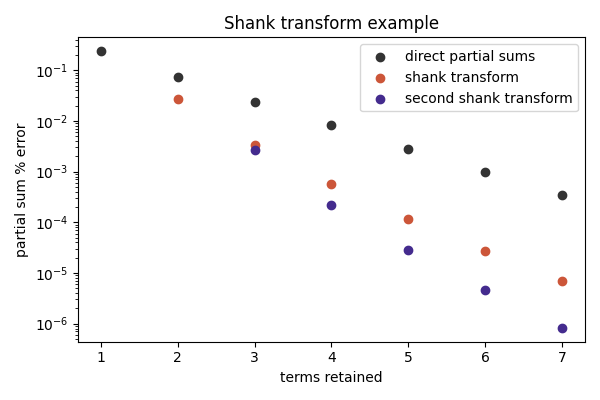 Shank transform example
direct partial sums
shank transform
second shank transform
partial sum % error
10⁻¹
10⁻²
10⁻³
10⁻⁴
10⁻⁵
10⁻⁶
1 2 3 4 5 6 7
terms retained